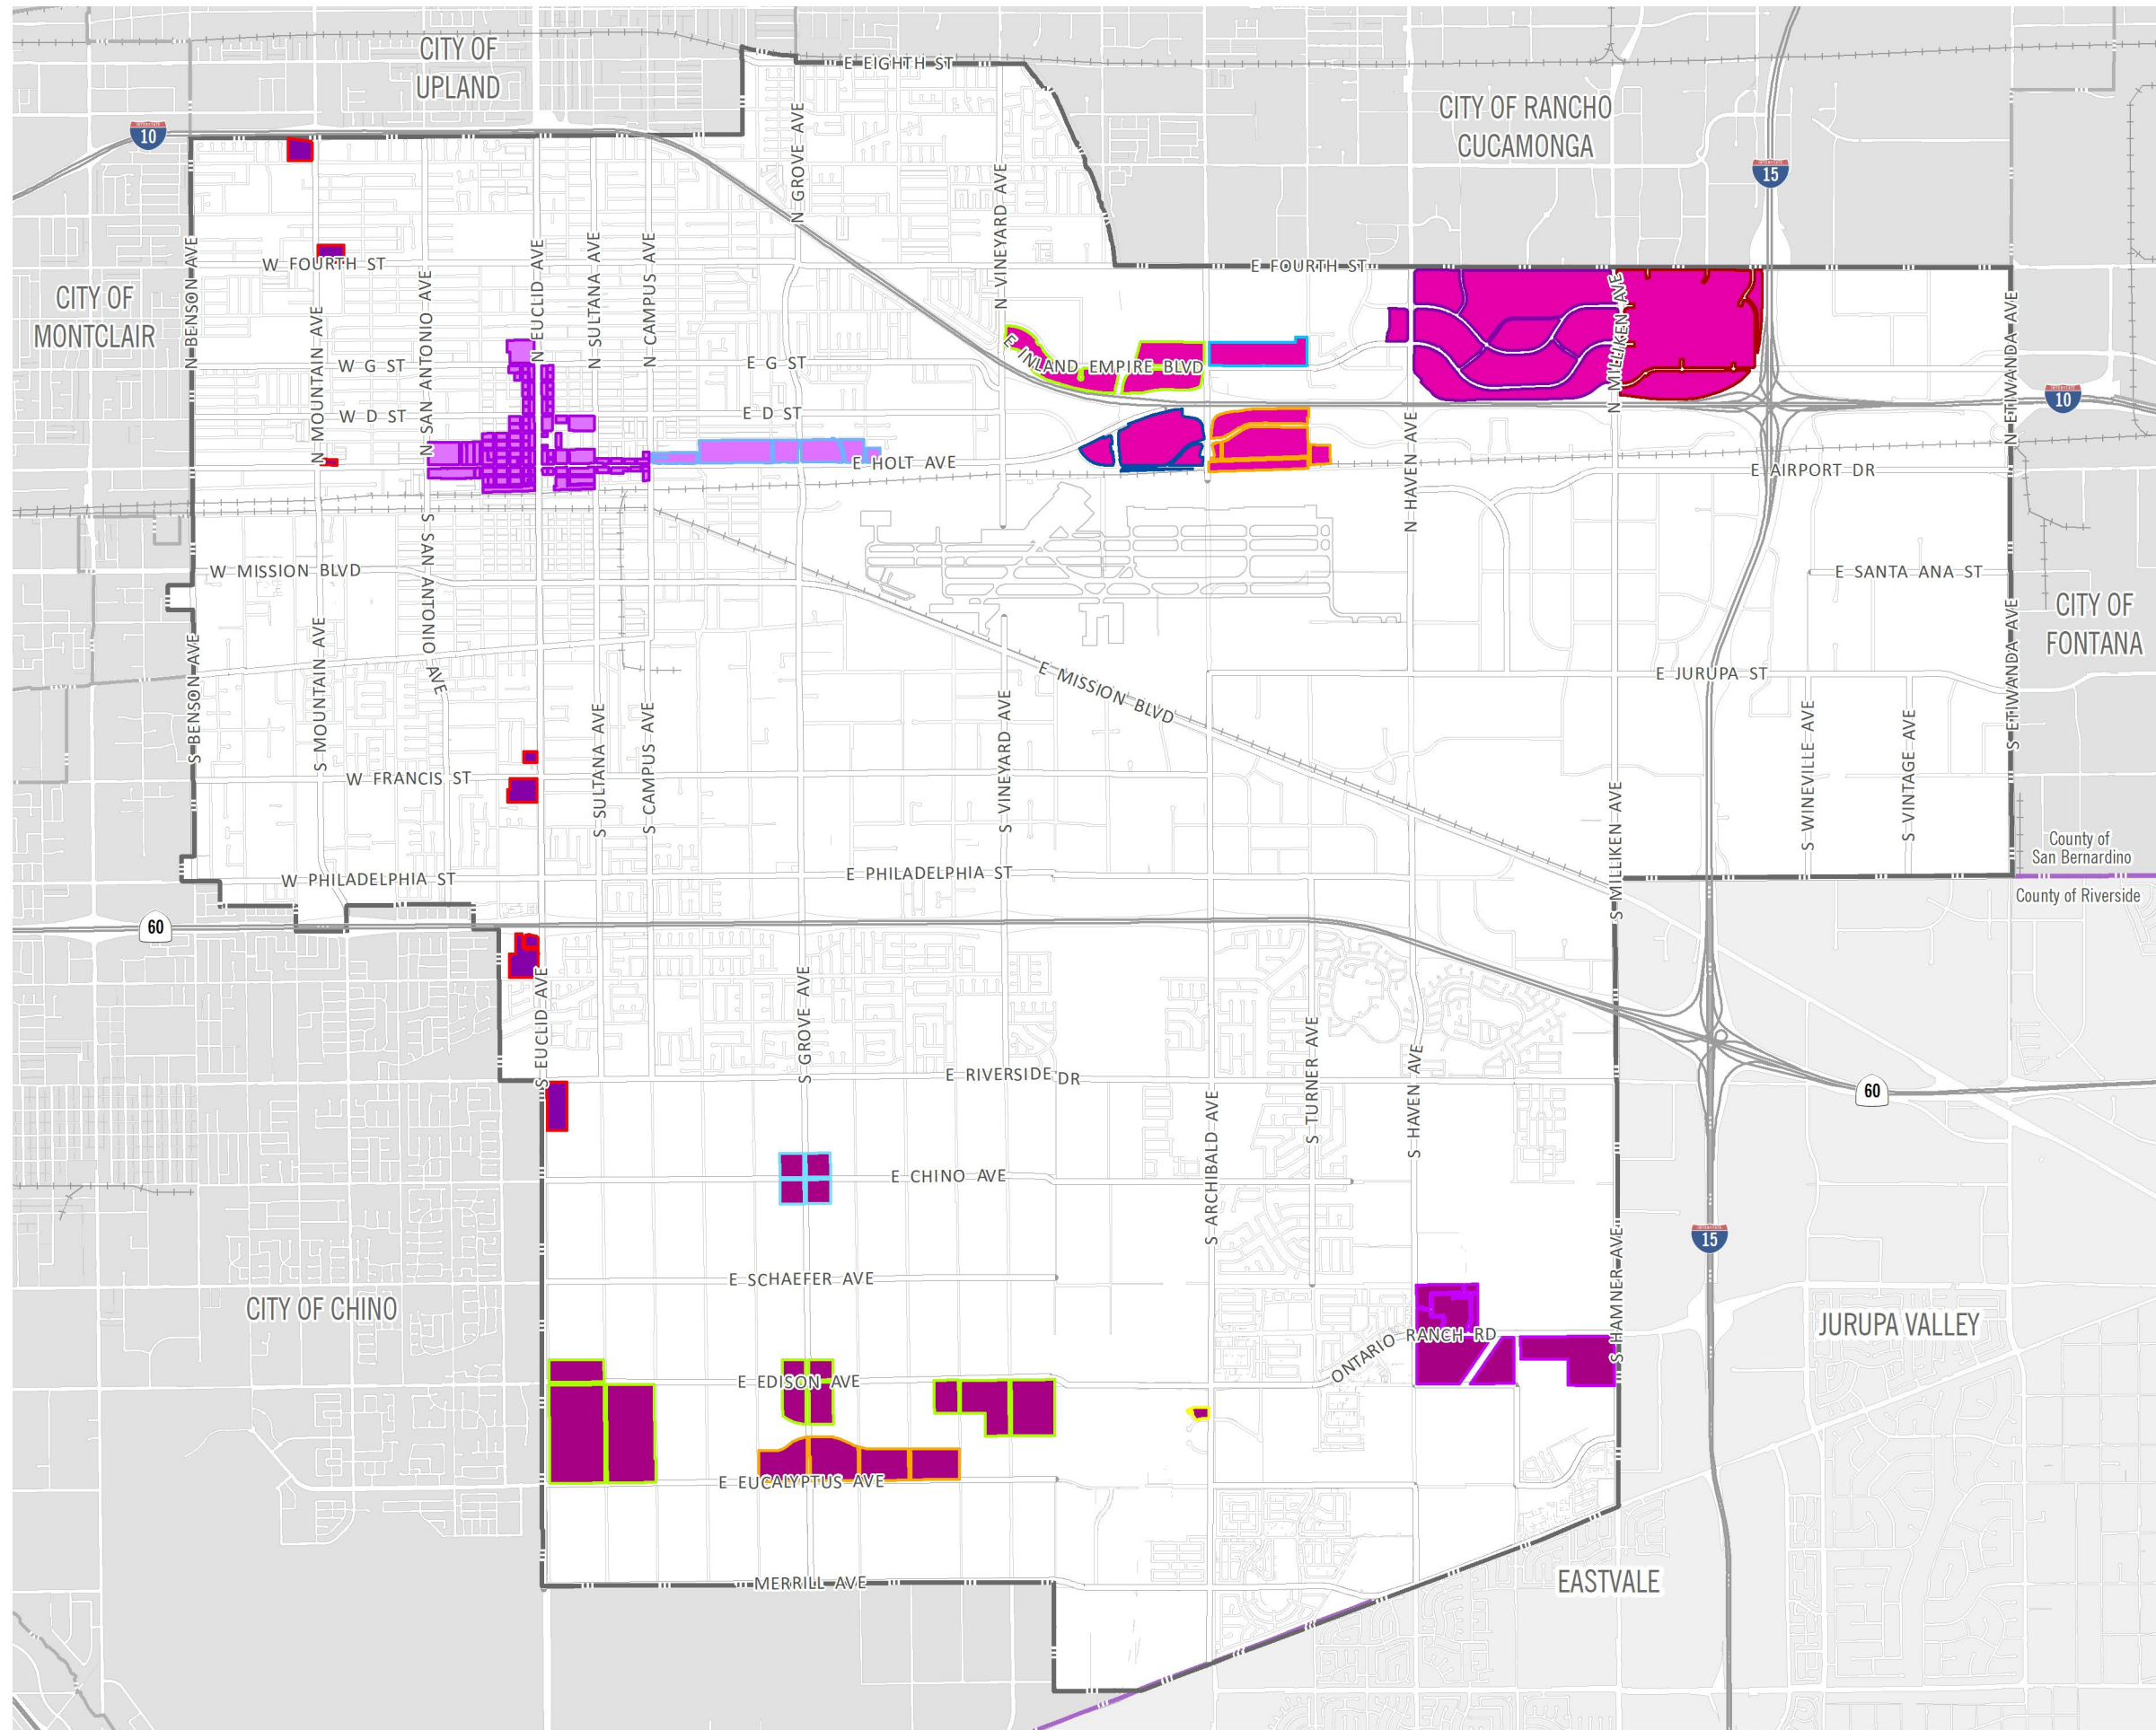 CITY OF
UPLAND
E EIGHTH ST
CITY OF RANCHO
CUCAMONGA
10
15
N GROVE AVE
N VINEYARD AVE
N BENSON AVE
W FOURTH ST
N EUCLID AVE
N SULTANA AVE
N CAMPUS AVE
E FOURTH ST
CITY OF
MONTCLAIR
N MOUNTAIN AVE
N SAN ANTONIO AVE
N MILLIKEN AVE
N ETIWANDA AVE
W G ST
E G ST
E INLAND EMPIRE BLVD
10
W D ST
E D ST
E HOLT AVE
N HAVEN AVE
E AIRPORT DR
W MISSION BLVD
S SAN ANTONIO AVE
E SANTA ANA ST
CITY OF
FONTANA
S BENSON AVE
S MOUNTAIN AVE
E MISSION BLVD
E JURUPA ST
S ETIWANDA AVE
S SULTANA AVE
S CAMPUS AVE
S VINEYARD AVE
S WINEVILLE AVE
S VINTAGE AVE
W FRANCIS ST
S MILLIKEN AVE
County of
San Bernardino
W PHILADELPHIA ST
E PHILADELPHIA ST
County of Riverside
60
S EUCLID AVE
S GROVE AVE
S TURNER AVE
S HAVEN AVE
E RIVERSIDE DR
60
S ARCHIBALD AVE
E CHINO AVE
15
S HAMNER AVE
E SCHAEFER AVE
CITY OF CHINO
ONTARIO RANCH RD
JURUPA VALLEY
E EDISON AVE
E EUCALYPTUS AVE
MERRILL AVE
EASTVALE